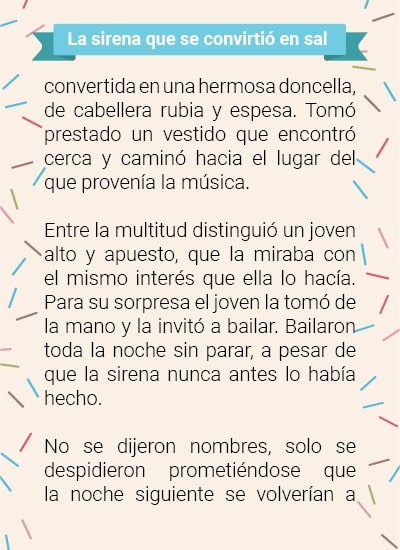 La sirena que se convirtió en sal
convertida en una hermosa doncella,
de cabellera rubia y espesa. Tomó
prestado un vestido que encontró
cerca y caminó hacia el lugar del
que provenía la música.
Entre la multitud distinguió un joven
alto y apuesto, que la miraba con
el mismo interés que ella lo hacía.
Para su sorpresa el joven la tomó de
la mano y la invitó a bailar. Bailaron
toda la noche sin parar, a pesar de
que la sirena nunca antes lo había
hecho.
No se dijeron nombres, solo se
despidieron prometiéndose que
la noche siguiente se volverían a